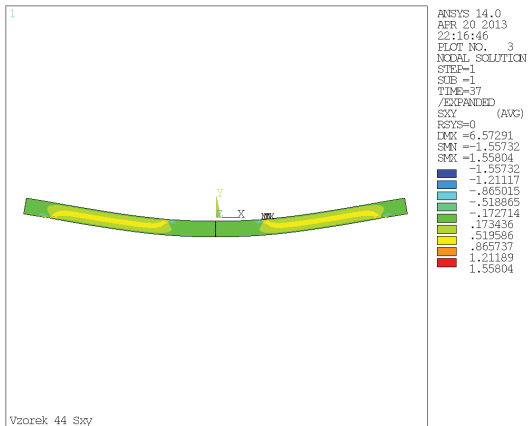 1
ANSYS 14.0
APR 20 2013
22:16:46
PLOT NO. 3
NODAL SOLUTION
STEP=1
SUB =1
TIME=37
/EXPANDED
SXY (AVG)
RSYS=0
DMX =6.57291
SMN =-1.55732
SMX =1.55804
-1.55732
-1.21117
-.865015
-.518865
-.172714
.173436
.519586
.865737
1.21189
1.55804
Y
X
Vzorek 44 Sxy